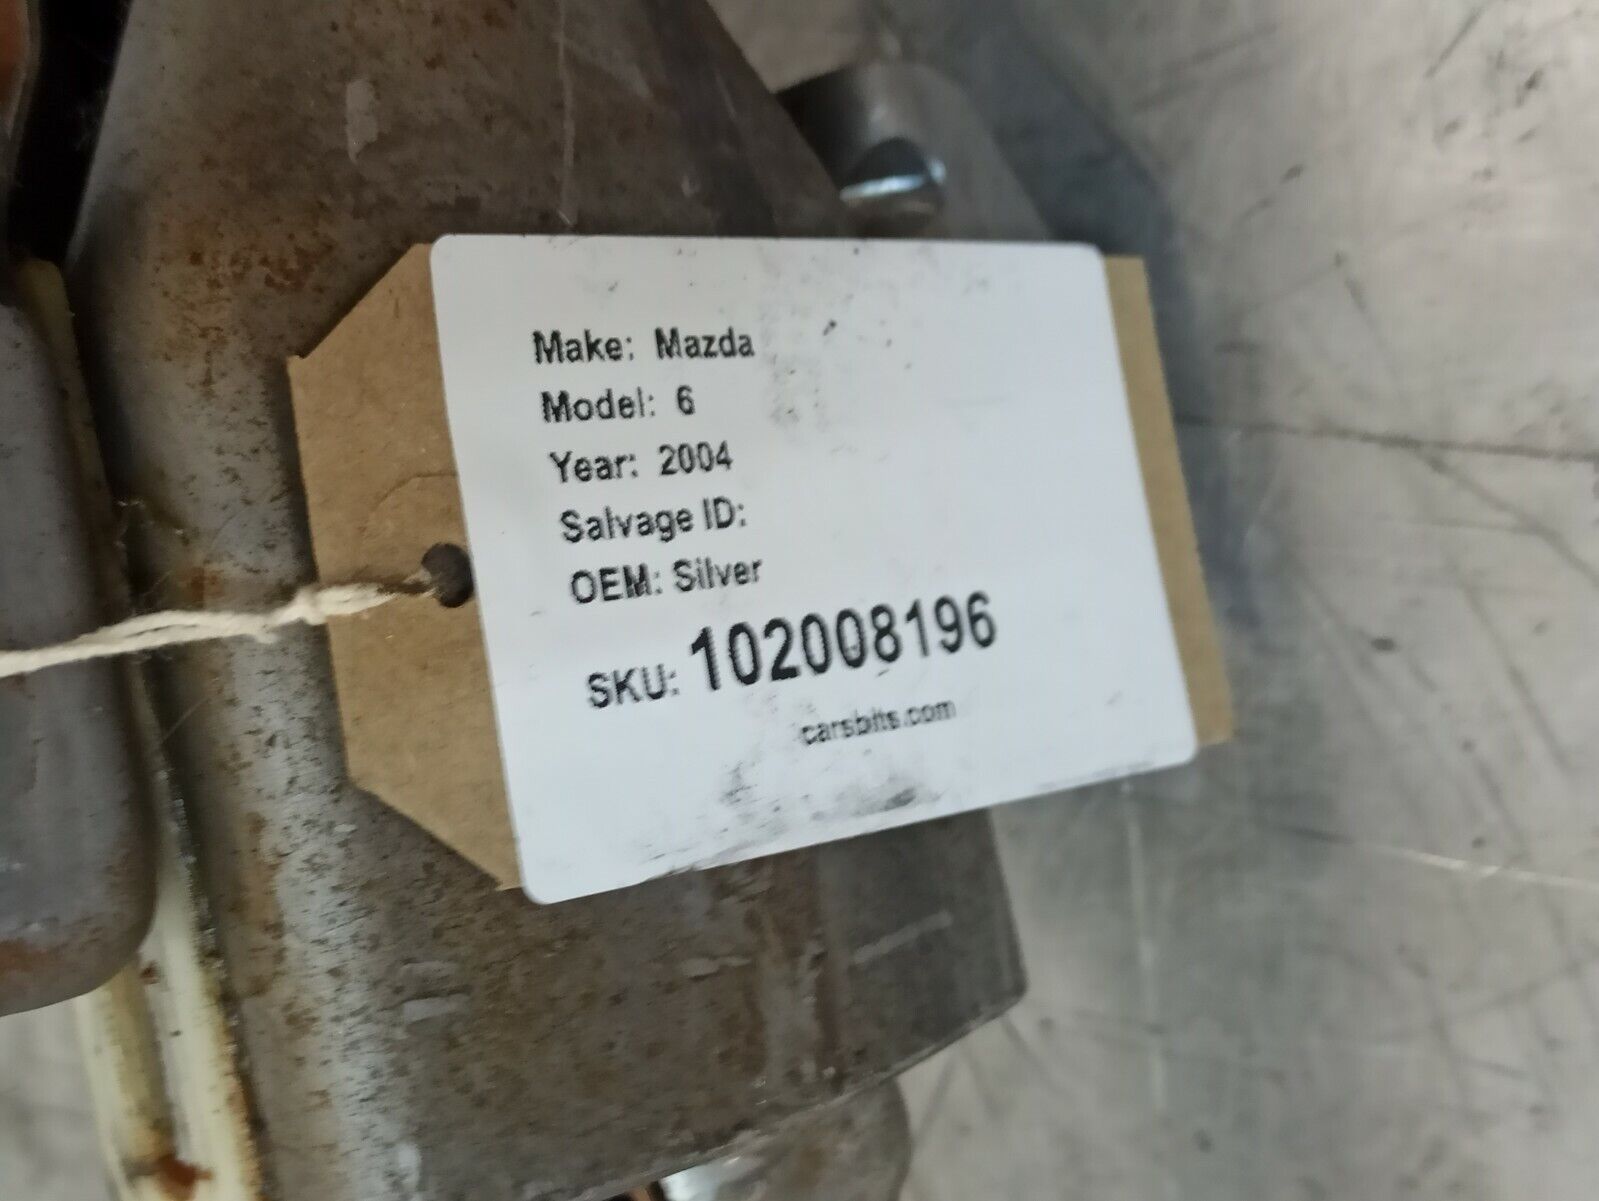 Make: Mazda
Model: 6
Year: 2004
Salvage ID:
OEM: Silver
SKU: 102008196
carsbits.com